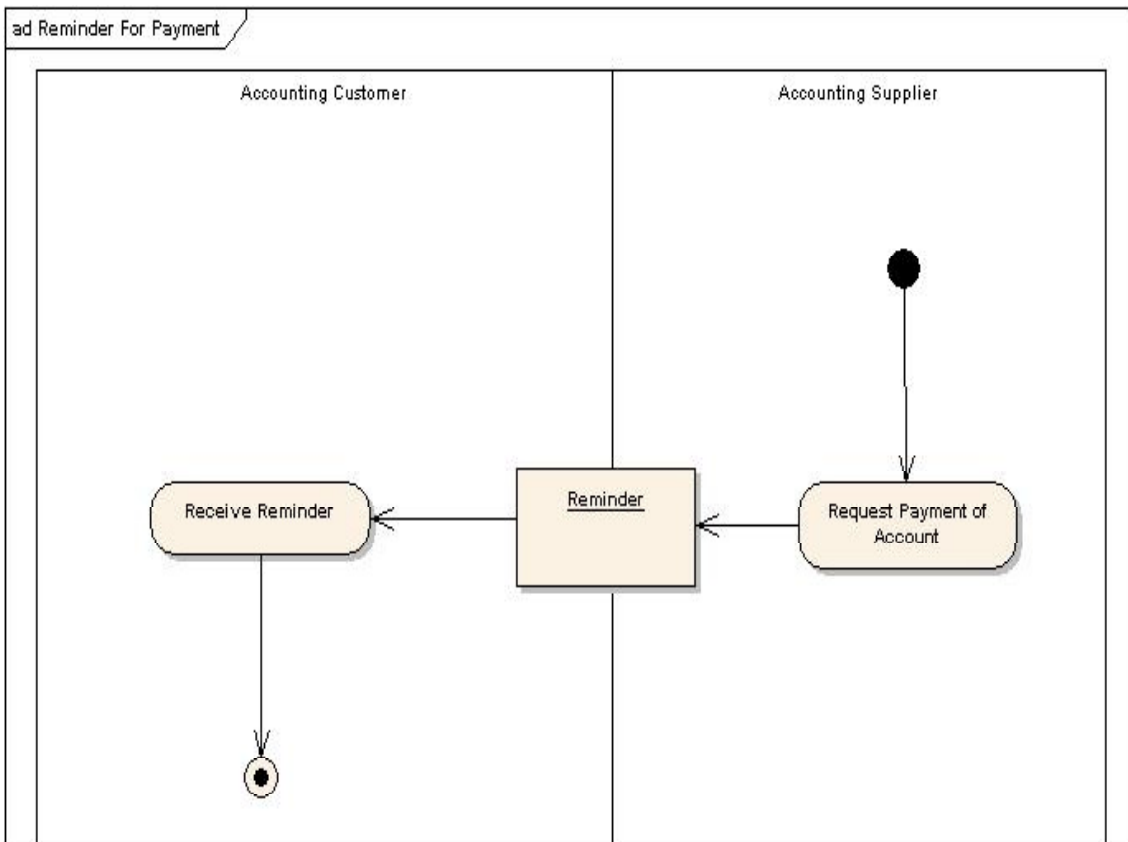 ad Reminder For Payment
Accounting Customer
Accounting Supplier
Receive Reminder
Reminder
Request Payment of
Account